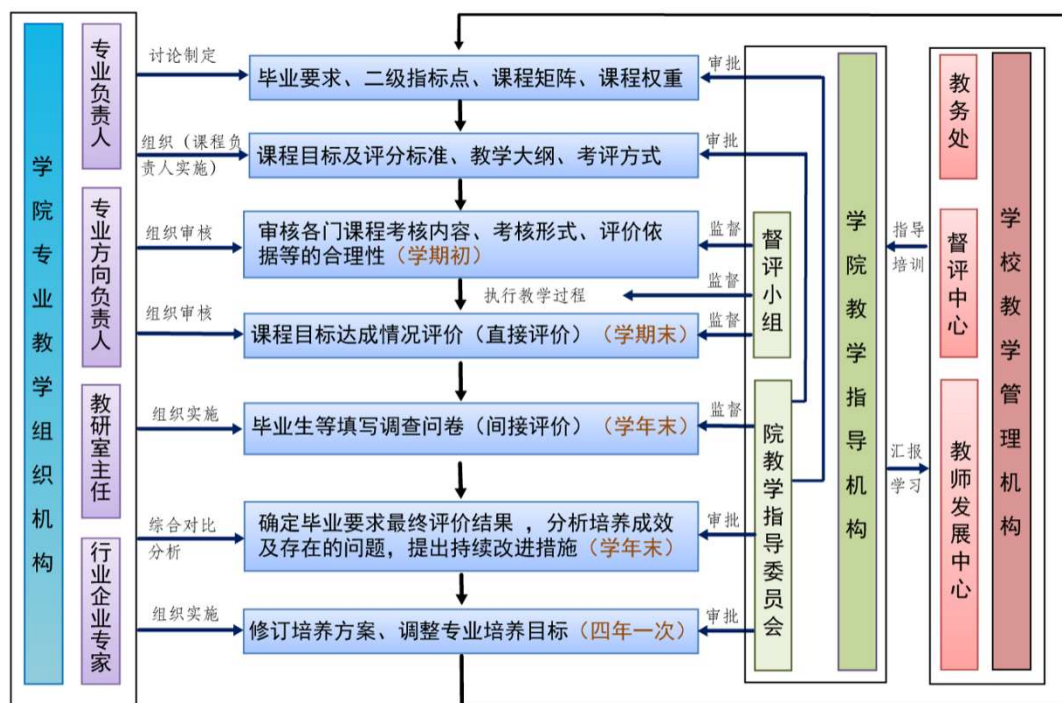 学院专业教学组织机构
专业负责人
专业方向负责人
教研室主任
行业企业专家
讨论制定
组织（课程负
责人实施）
组织审核
组织审核
组织实施
综合对比
分析
组织实施
毕业要求、二级指标点、课程矩阵、课程权重
课程目标及评分标准、教学大纲、考评方式
审核各门课程考核内容、考核形式、评价依
据等的合理性（学期初）
执行教学过程
课程目标达成情况评价（直接评价）（学期末）
毕业生等填写调查问卷（间接评价）（学年末）
确定毕业要求最终评价结果 ，分析培养成效
及存在的问题，提出持续改进措施（学年末）
修订培养方案、调整专业培养目标（四年一次）
审批
审批
监督
监督
监督
监督
审批
审批
督评小组
院教学指导委员会
学院教学指导机构
指导
培训
汇报
学习
教务处
督评中心
教师发展中心
学校教学管理机构